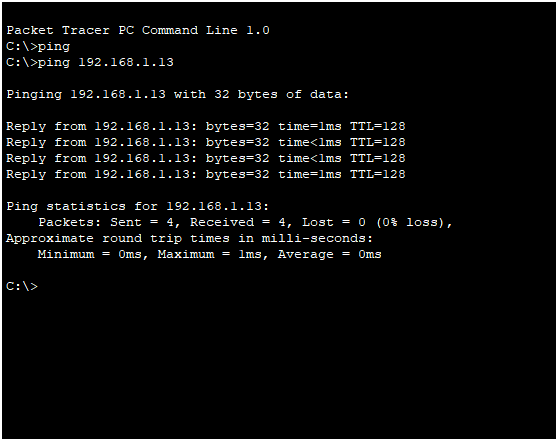 Packet Tracer PC Command Line 1.0
C:\>ping
C:\>ping 192.168.1.13

Pinging 192.168.1.13 with 32 bytes of data:

Reply from 192.168.1.13: bytes=32 time=1ms TTL=128
Reply from 192.168.1.13: bytes=32 time<1ms TTL=128
Reply from 192.168.1.13: bytes=32 time<1ms TTL=128
Reply from 192.168.1.13: bytes=32 time=1ms TTL=128

Ping statistics for 192.168.1.13:
    Packets: Sent = 4, Received = 4, Lost = 0 (0% loss),
Approximate round trip times in milli-seconds:
    Minimum = 0ms, Maximum = 1ms, Average = 0ms

C:\>